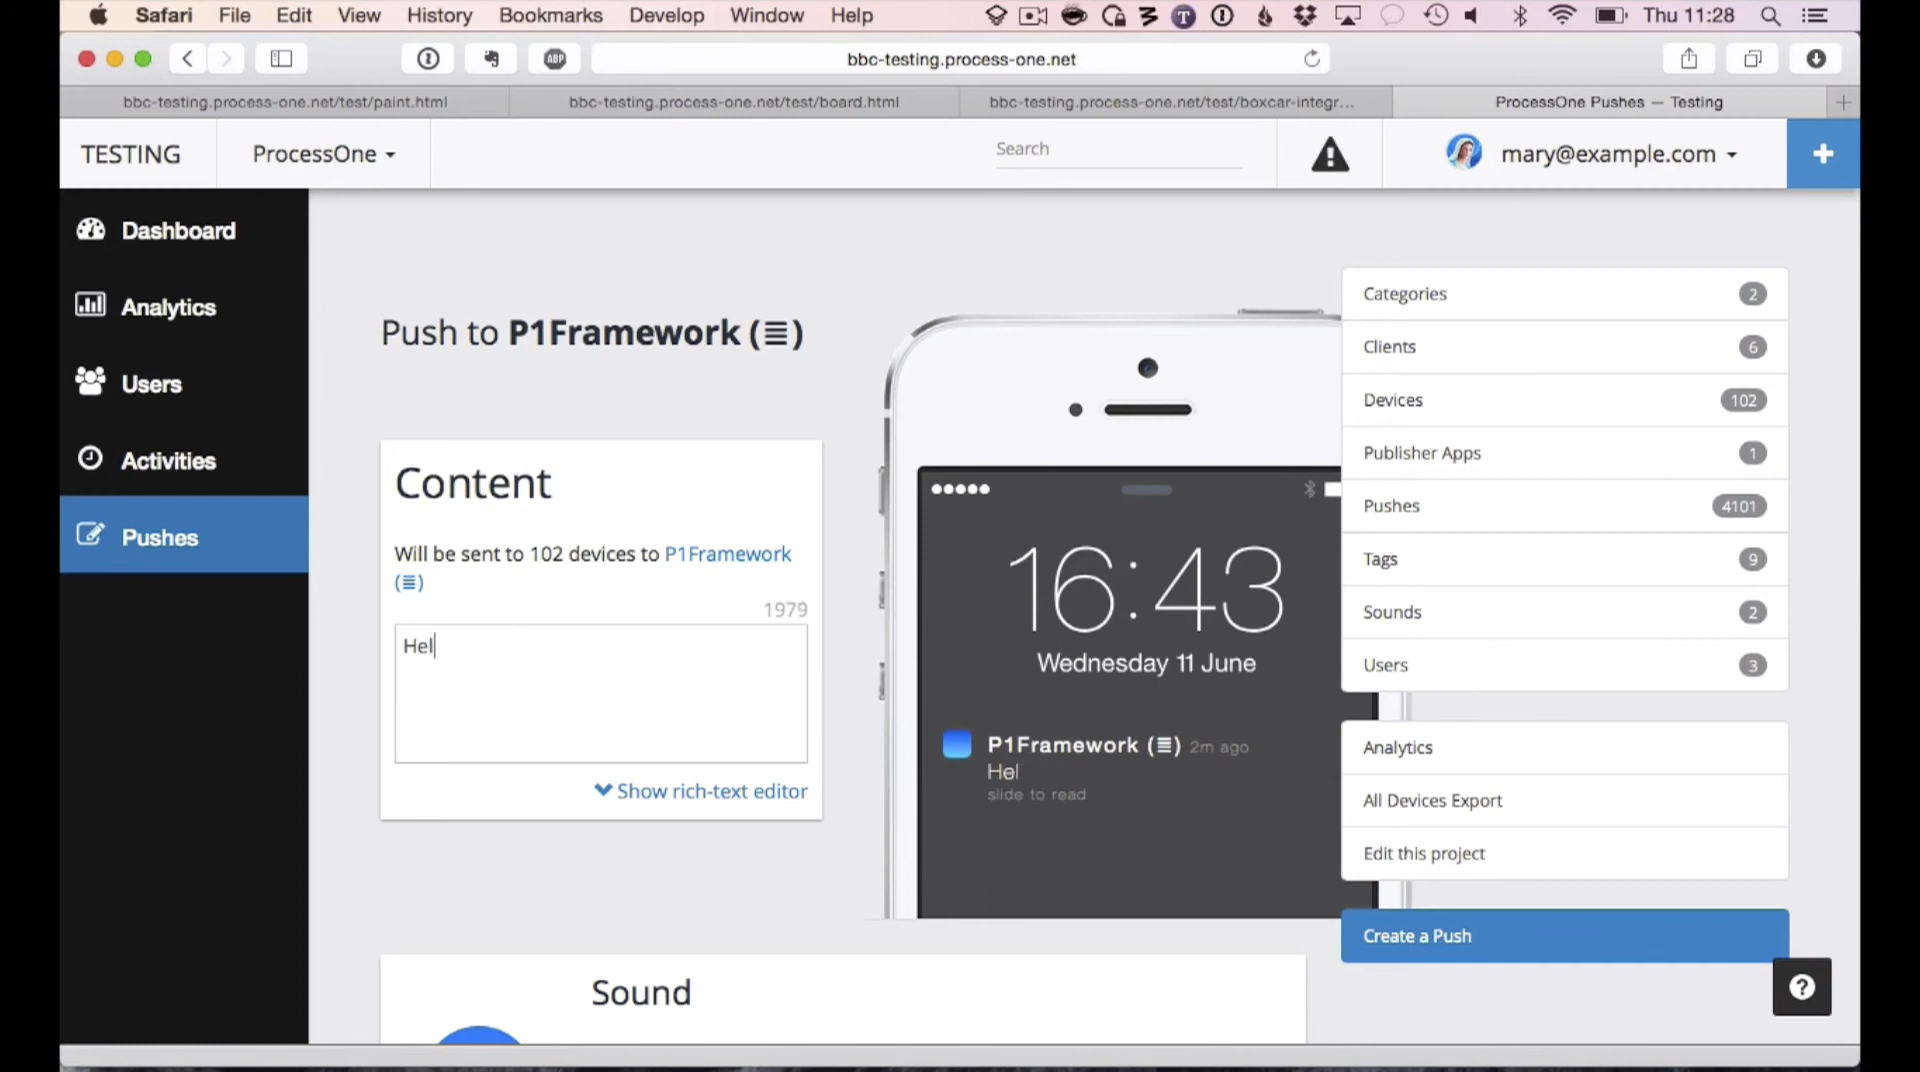 Safari File Edit View History Bookmarks Develop Window Help Thu 11:28
ABP bbc-testing.process-one.net
bbc-testing.process-one.net/test/paint.html bbc-testing.process-one.net/test/board.html bbc-testing.process-one.net/test/boxcar-integr... ProcessOne Pushes — Testing
TESTING ProcessOne Search mary@example.com
Dashboard
Analytics
Users
Activities
Pushes
Push to P1Framework (≣)
Content
Will be sent to 102 devices to P1Framework
(≣)
1979
Hel
Show rich-text editor
16:43
Wednesday 11 June
P1Framework (≣) 2m ago
Hel
slide to read
Sound
Categories 2
Clients 6
Devices 102
Publisher Apps 1
Pushes 4101
Tags 9
Sounds 2
Users 3
Analytics
All Devices Export
Edit this project
Create a Push
?